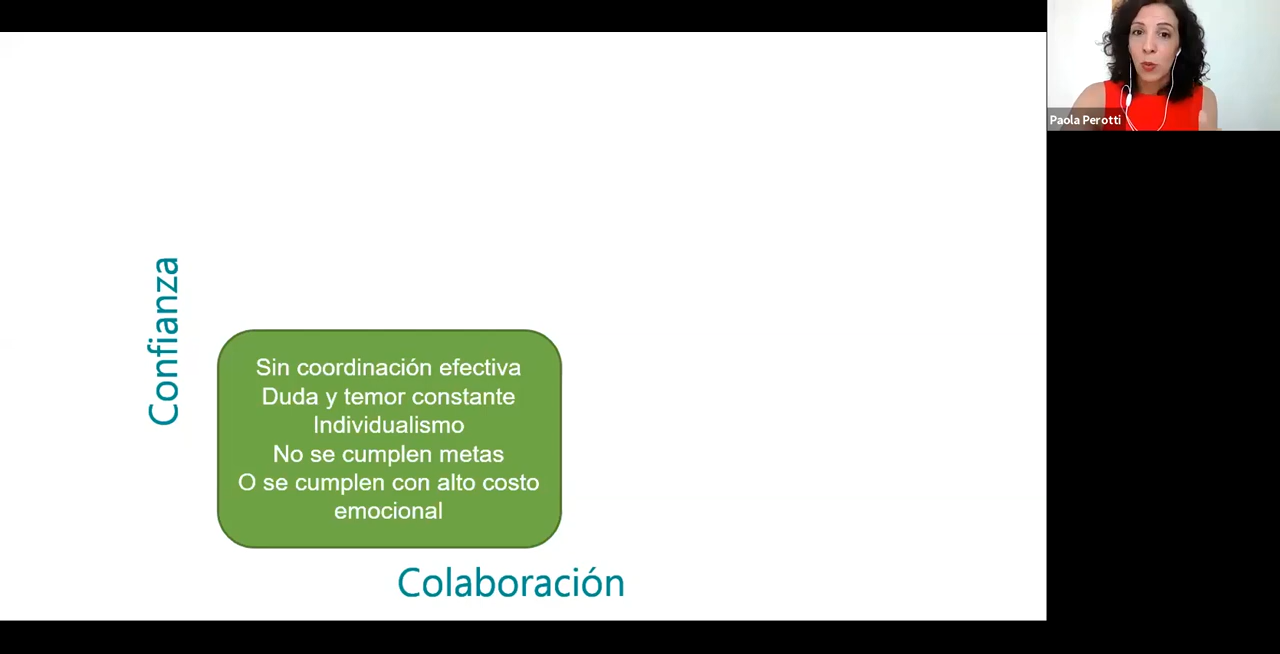 Paola Perotti
Confianza
Sin coordinación efectiva
Duda y temor constante
Individualismo
No se cumplen metas
O se cumplen con alto costo
emocional
Colaboración